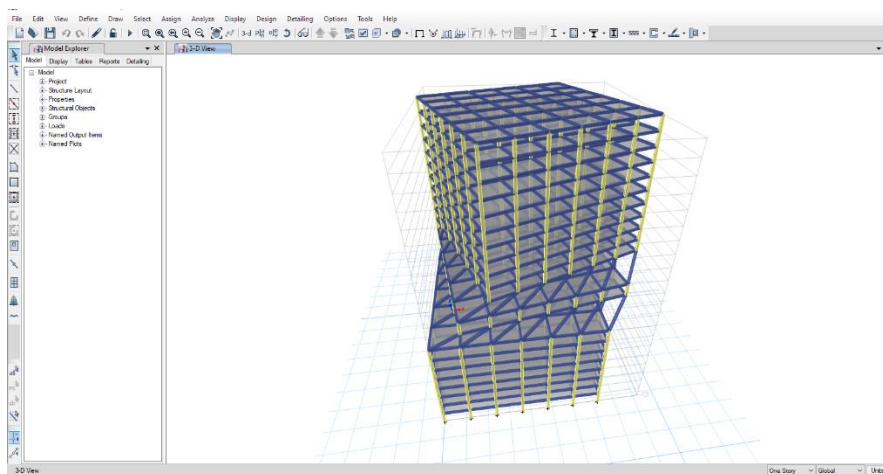 File Edit View Define Draw Select Assign Analyze Display Design Detailing Options Tools Help
Model Explorer
3-D View
Model Display Tables Reports Detailing
Model
Project
Structure Layout
Properties
Structural Objects
Groups
Loads
Named Output Items
Named Plots
3-D View
One Story
Global
Units